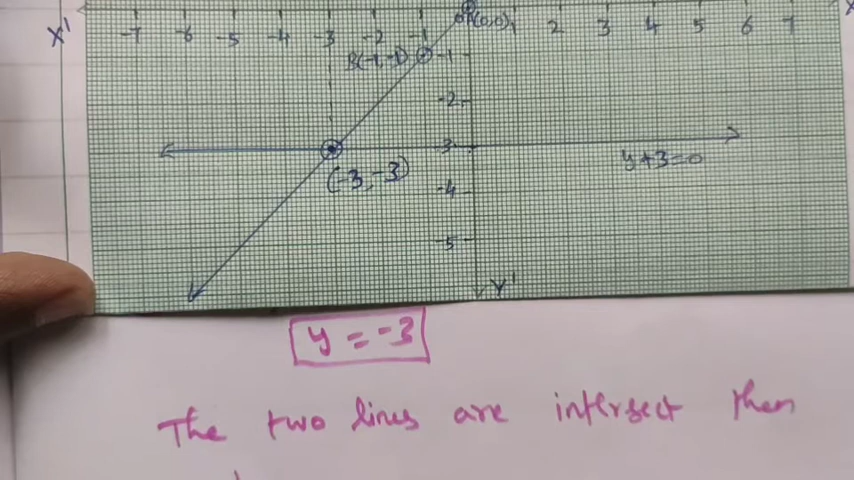 X' -7 -6 -5 -4 -3 -2 -1 (0,0) 1 2 3 4 5 6 7 X
B(-1,-1) -1
-2
-3
y+3=0
(-3,-3)
-4
-5
Y'
y = -3
The two lines are intersect then